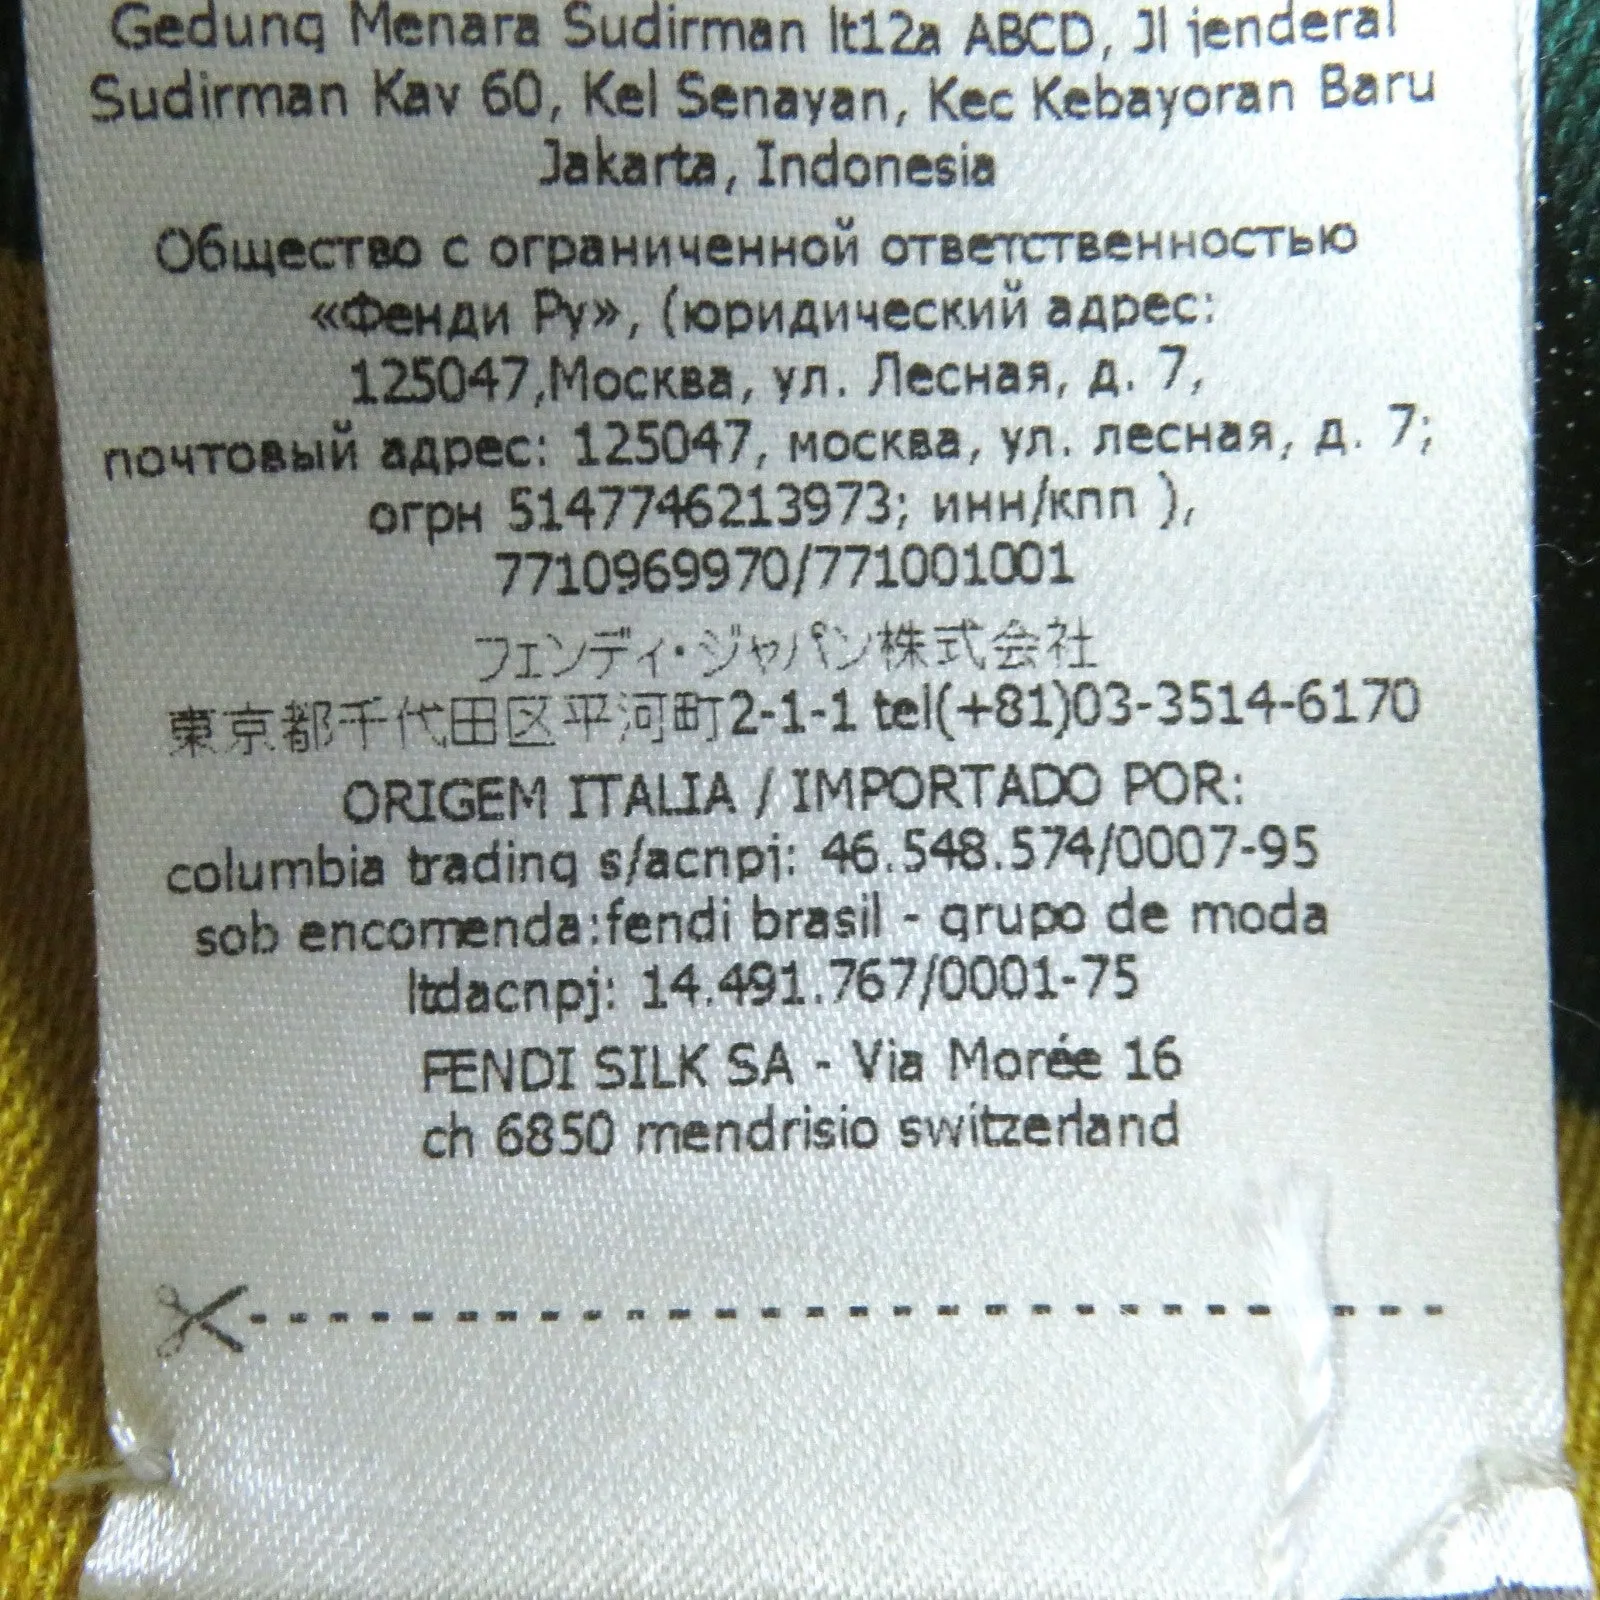 Gedung Menara Sudirman lt12a ABCD, Jl jenderal
Sudirman Kav 60, Kel Senayan, Kec Kebayoran Baru
Jakarta, Indonesia
Общество с ограниченной ответственностью
«Фенди Ру», (юридический адрес:
125047,Москва, ул. Лесная, д. 7,
почтовый адрес: 125047, москва, ул. лесная, д. 7;
огрн 5147746213973; инн/кпп ),
7710969970/771001001
フェンディ・ジャパン株式会社
東京都千代田区平河町2-1-1 tel(+81)03-3514-6170
ORIGEM ITALIA / IMPORTADO POR:
columbia trading s/acnpj: 46.548.574/0007-95
sob encomenda:fendi brasil - grupo de moda
ltdacnpj: 14.491.767/0001-75
FENDI SILK SA - Via Morée 16
ch 6850 mendrisio switzerland